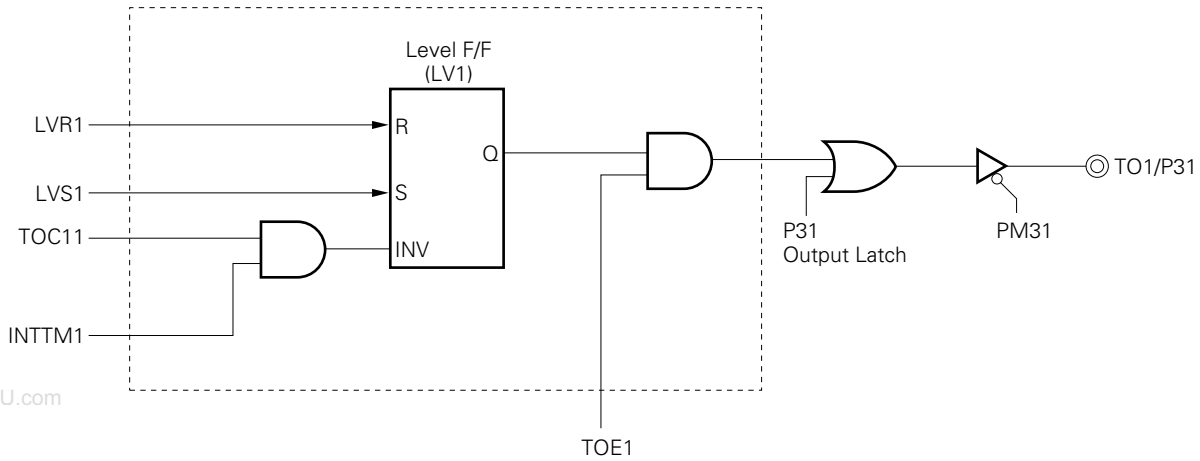 Level F/F
(LV1)
LVR1
R
Q
TO1/P31
LVS1
S
TOC11
P31
Output Latch
PM31
INV
INTTM1
U.com
TOE1